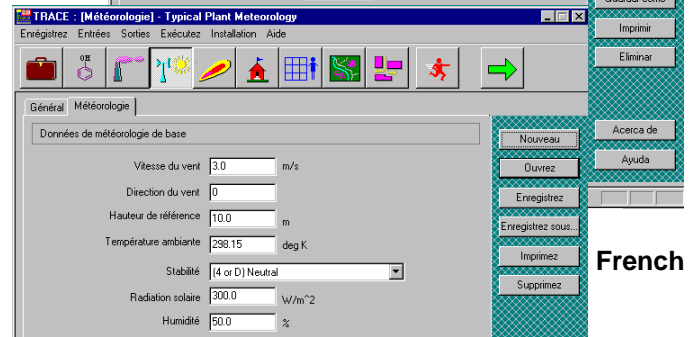 Guardar como
TRACE : [Météorologie] - Typical Plant Meteorology
Imprimir
Enrégistrez Entrées Sorties Exécutez Installation Aide
Eliminar
OH
Général Météorologie
Données de météorologie de base
Acerca de
Nouveau
Vitesse du vent 3.0 m/s
Ayuda
Ouvrez
Direction du vent 0
Enregistrez
Hauteur de référence 10.0 m
Enregistrez sous...
Température ambiante 298.15 deg K
Imprimez
French
Stabilité (4 or D) Neutral
Supprimez
Radiation solaire 300.0 W/m^2
Humidité 50.0 %